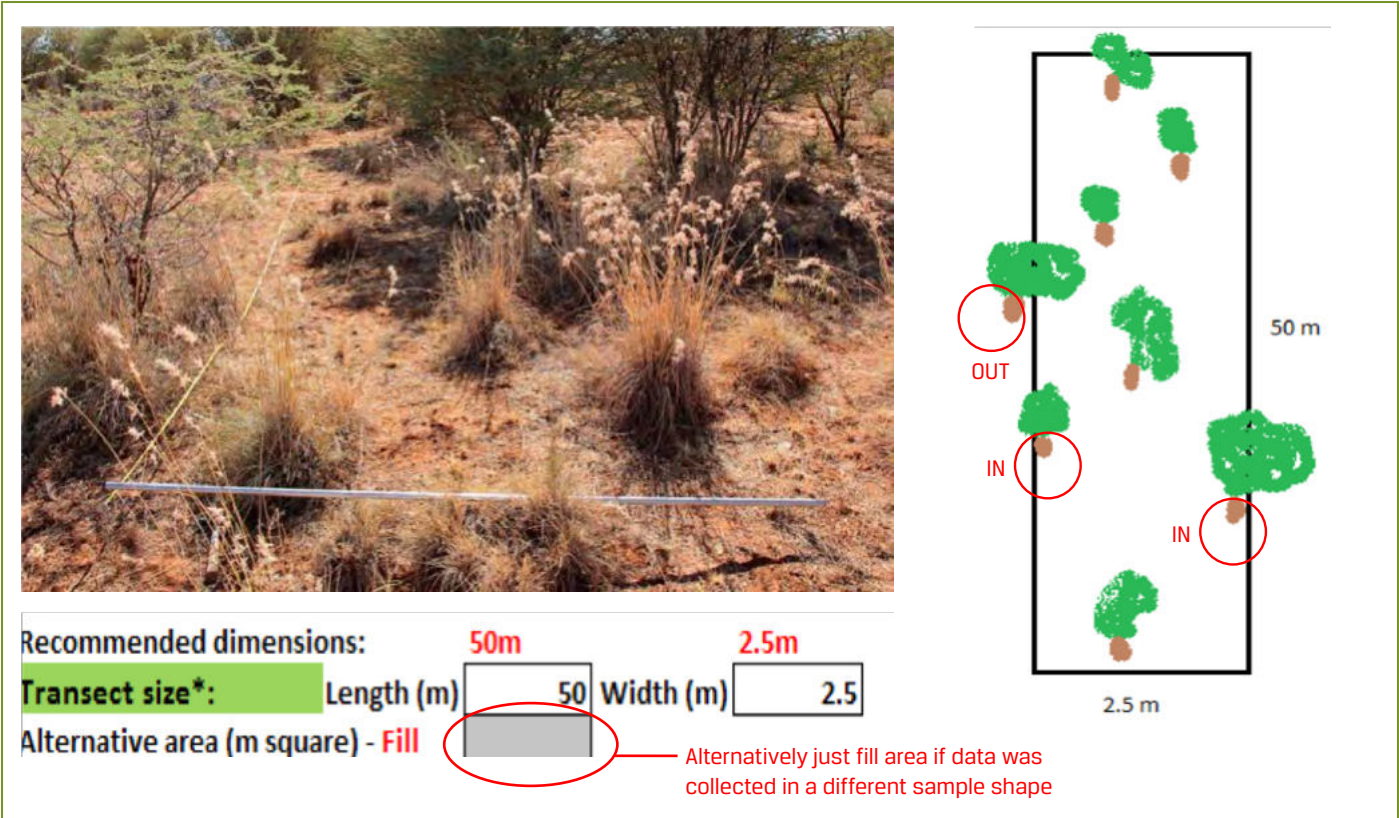 50 m
OUT
IN
IN
2.5 m
Recommended dimensions: 50m 2.5m
Transect size*: Length (m) 50 Width (m) 2.5
Alternative area (m square) - Fill
Alternatively just fill area if data was
collected in a different sample shape